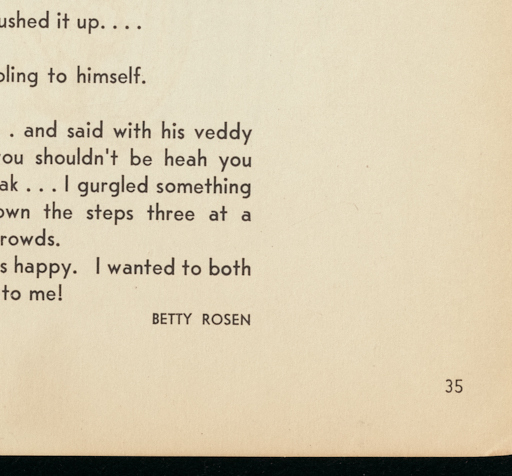 ushed it up. . . .
bling to himself.
. and said with his veddy
ou shouldn't be heah you
ak . . . I gurgled something
own the steps three at a
rowds.
s happy. I wanted to both
to me!
BETTY ROSEN
35